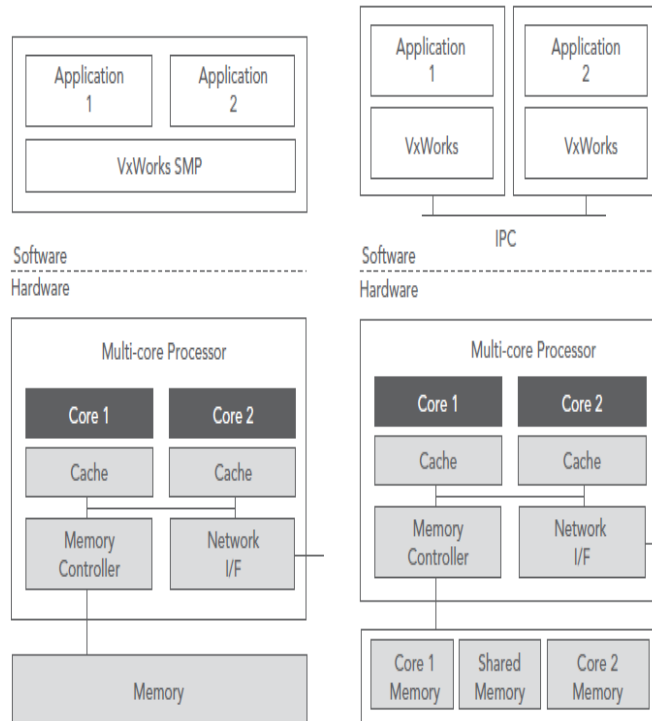 Application
1
Application
2
VxWorks SMP
Software
Hardware
Multi-core Processor
Core 1
Core 2
Cache
Cache
Memory
Controller
Network
I/F
Memory
Application
1
Application
2
VxWorks
VxWorks
IPC
Software
Hardware
Multi-core Processor
Core 1
Core 2
Cache
Cache
Memory
Controller
Network
I/F
Core 1
Memory
Shared
Memory
Core 2
Memory